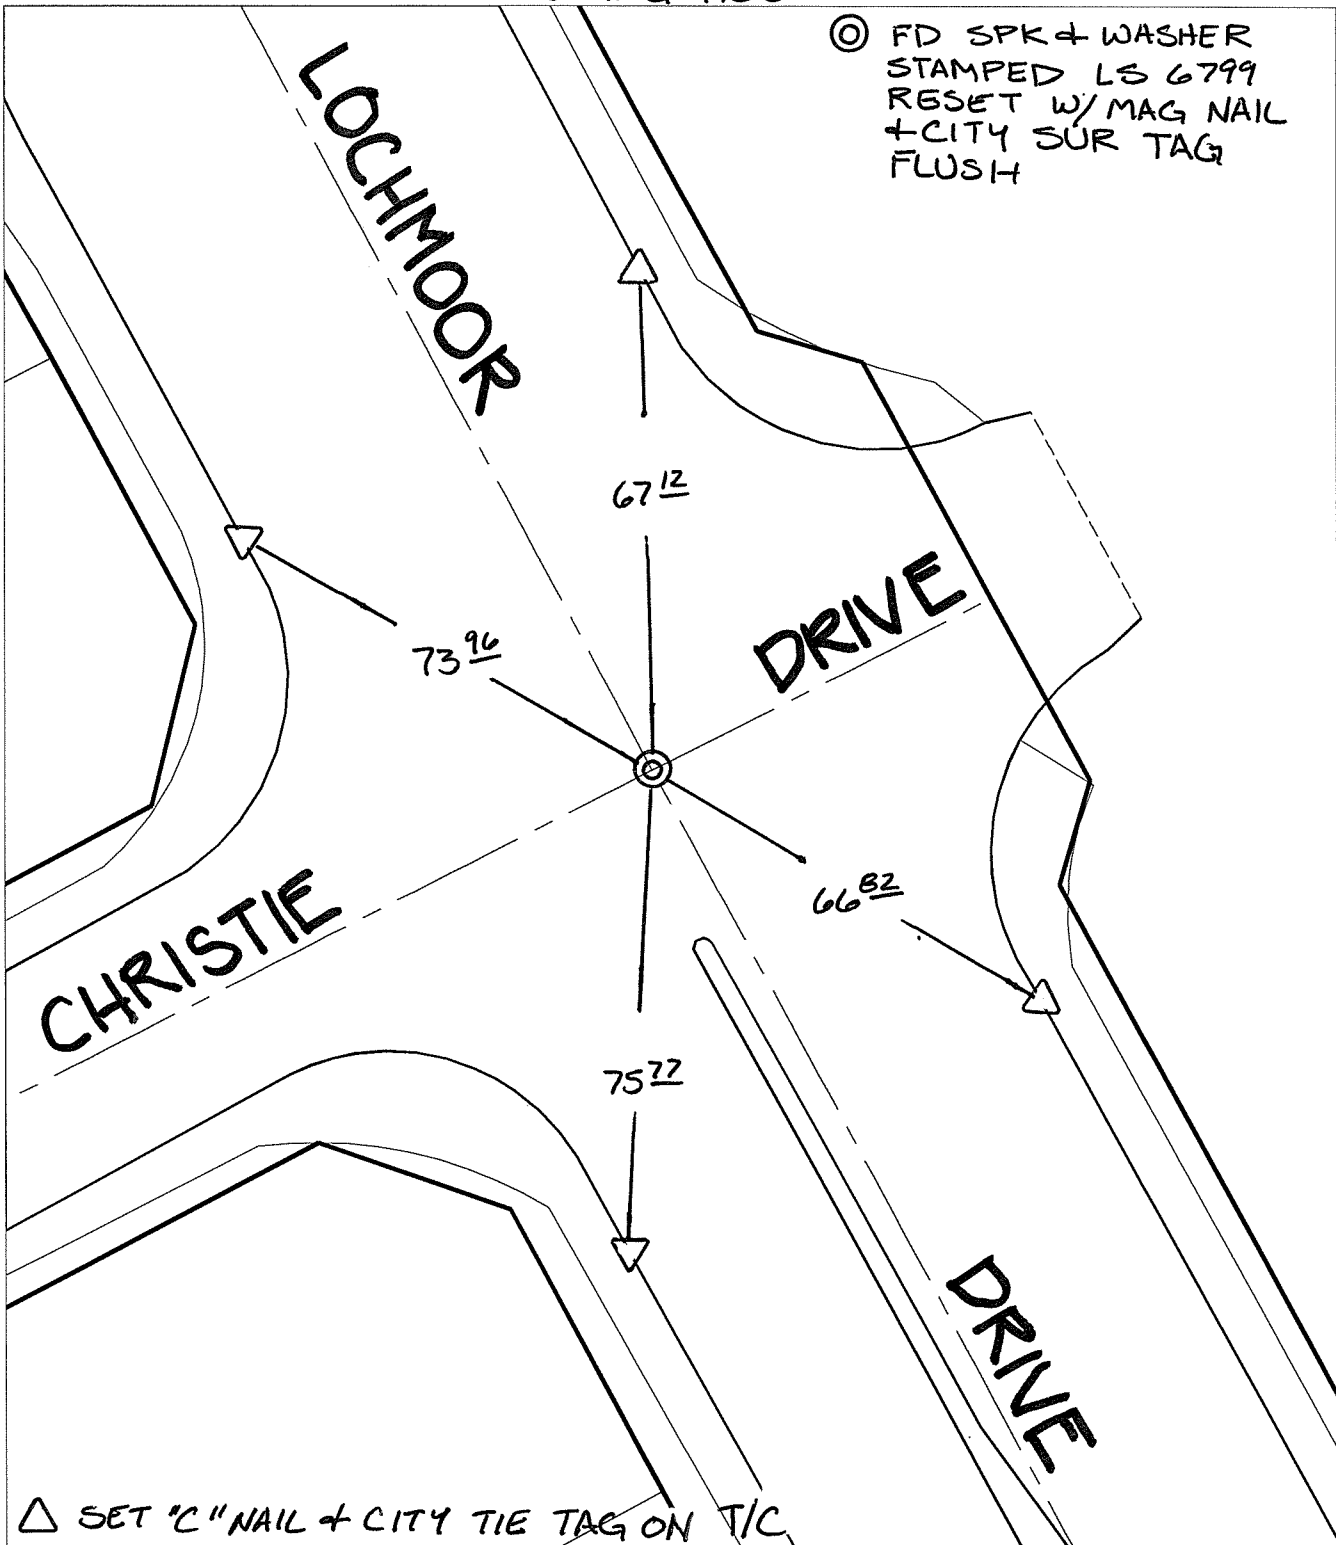 ◎ FD SPK & WASHER
STAMPED LS 6799
RESET W/ MAG NAIL
& CITY SUR TAG
FLUSH
LOCHMOOR
67 12
DRIVE
73 96
66 82
CHRISTIE
75 77
DRIVE
△ SET "C" NAIL & CITY TIE TAG ON T/C